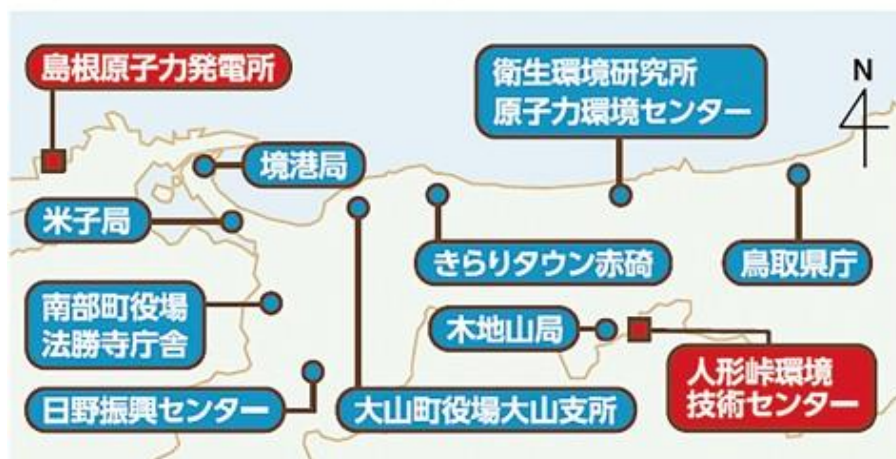 島根原子力発電所
衛生環境研究所
原子力環境センター
N
境港局
米子局
きらりタウン赤碕
鳥取県庁
南部町役場
法勝寺庁舎
木地山局
人形峠環境
技術センター
日野振興センター
大山町役場大山支所